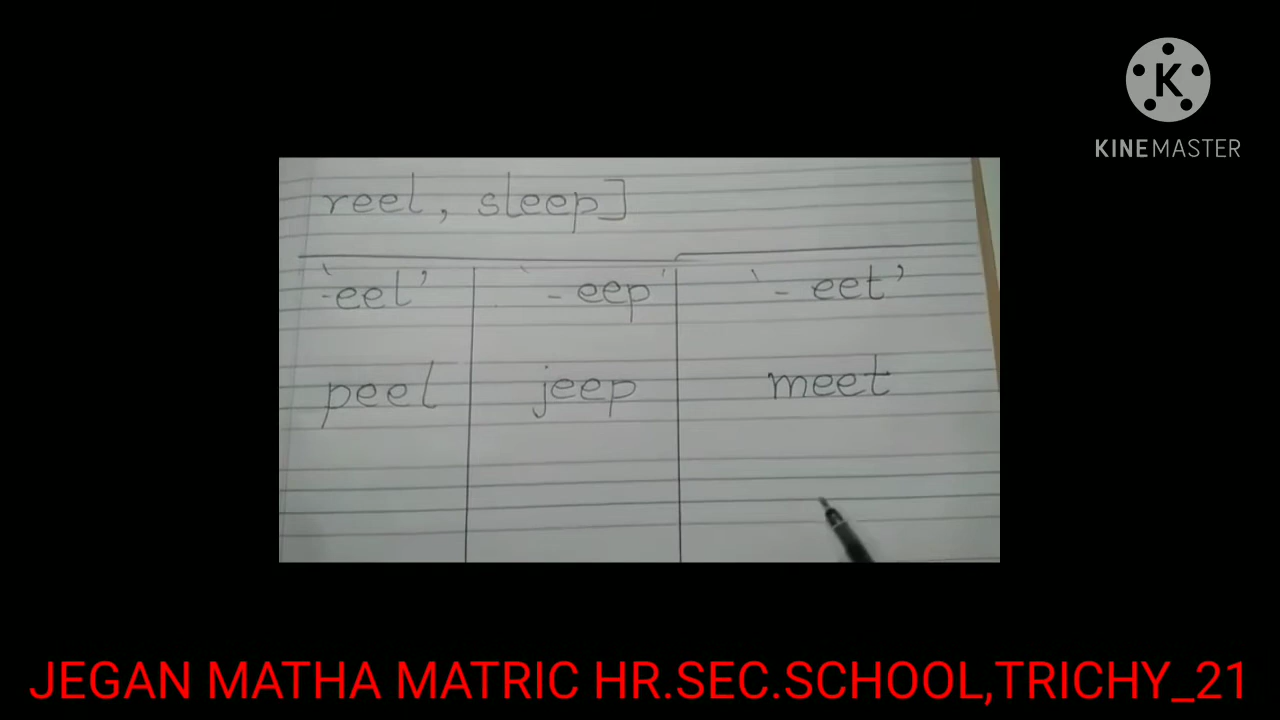 KINEMASTER
reel, sleep]
'-eel' '-eep' '-eet'
peel jeep meet
JEGAN MATHA MATRIC HR.SEC.SCHOOL,TRICHY_21